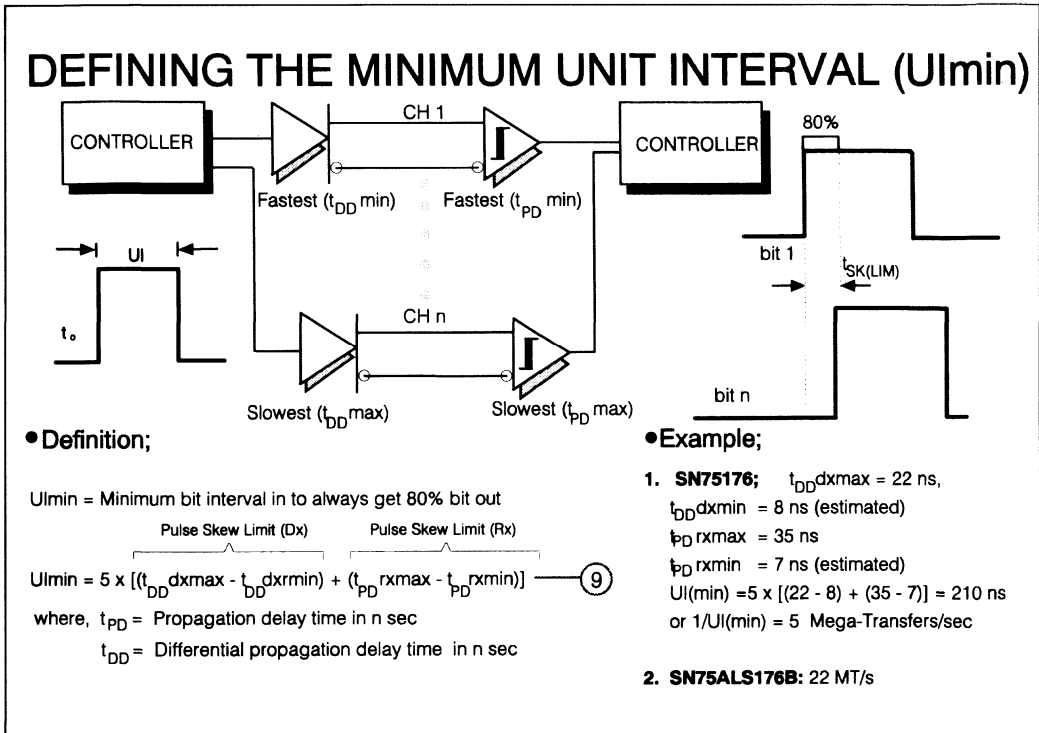 DEFINING THE MINIMUM UNIT INTERVAL (UImin)
CONTROLLER
CH 1
CONTROLLER
80%
Fastest (tDD min)
Fastest (tPD min)
UI
bit 1
tSK(LIM)
to
CH n
bit n
Slowest (tDD max)
Slowest (tPD max)
•Definition;
UImin = Minimum bit interval in to always get 80% bit out
Pulse Skew Limit (Dx)
Pulse Skew Limit (Rx)
UImin = 5 x [(tDDdxmax - tDDdxrmin) + (tPDrxmax - tPDrxmin)] 9
where, tPD = Propagation delay time in n sec
tDD = Differential propagation delay time in n sec
•Example;
1. SN75176; tDDdxmax = 22 ns,
tDDdxmin = 8 ns (estimated)
tPDrxmax = 35 ns
tPDrxmin = 7 ns (estimated)
UI(min) =5 x [(22 - 8) + (35 - 7)] = 210 ns
or 1/UI(min) = 5 Mega-Transfers/sec
2. SN75ALS176B: 22 MT/s